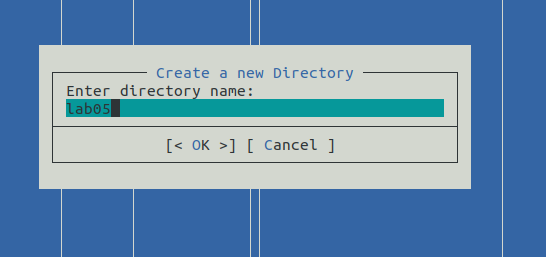 Create a new Directory
Enter directory name:
lab05
[< OK >] [ Cancel ]